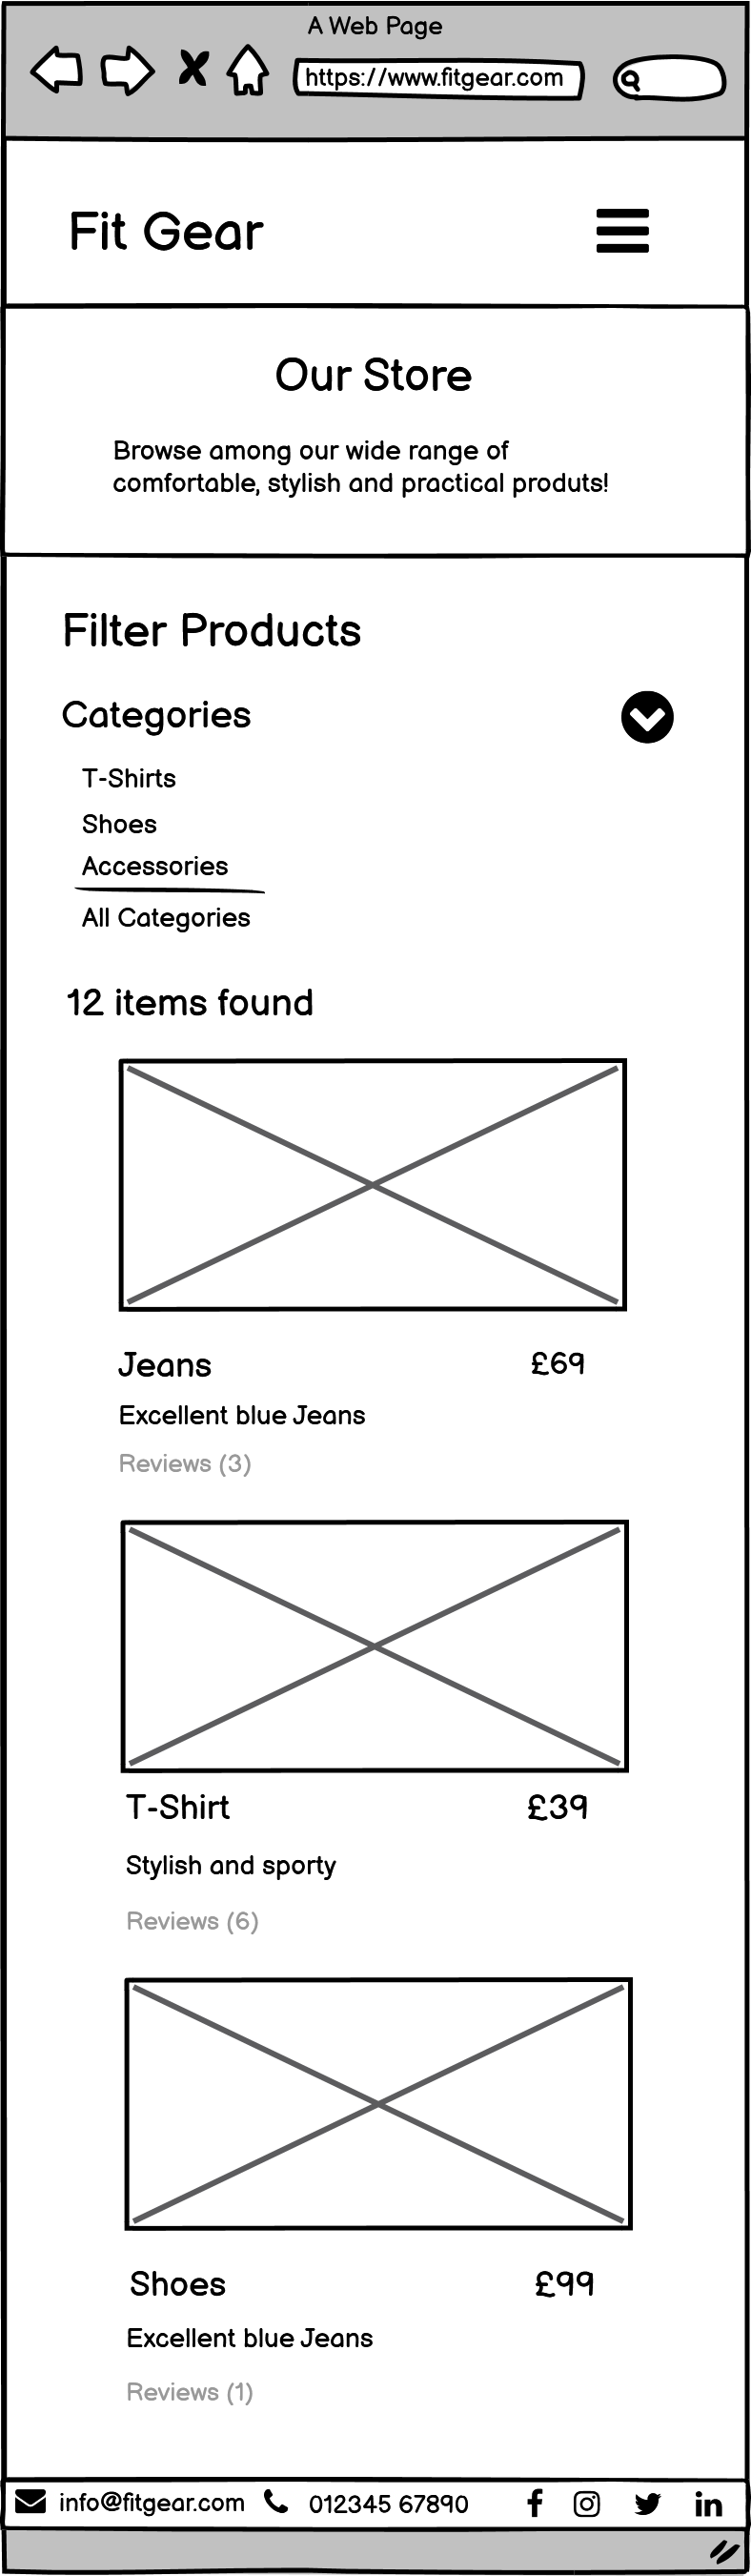 A Web Page
https://www.fitgear.com
Fit Gear
Our Store
Browse among our wide range of
comfortable, stylish and practical produts!
Filter Products
Categories
T-Shirts
Shoes
Accessories
All Categories
12 items found
Jeans £69
Excellent blue Jeans
Reviews (3)
T-Shirt £39
Stylish and sporty
Reviews (6)
Shoes £99
Excellent blue Jeans
Reviews (1)
info@fitgear.com 012345 67890